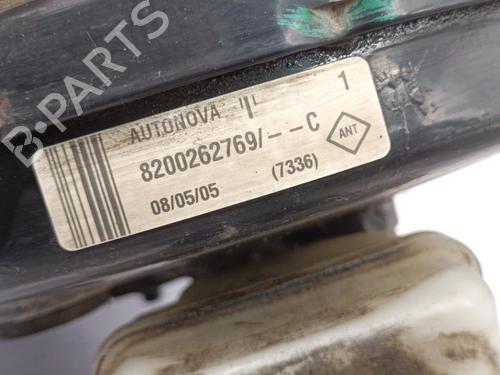 AUTONOVA "I" 1
8200262769/--C
ANT
08/05/05 (7336)
B-PARTS